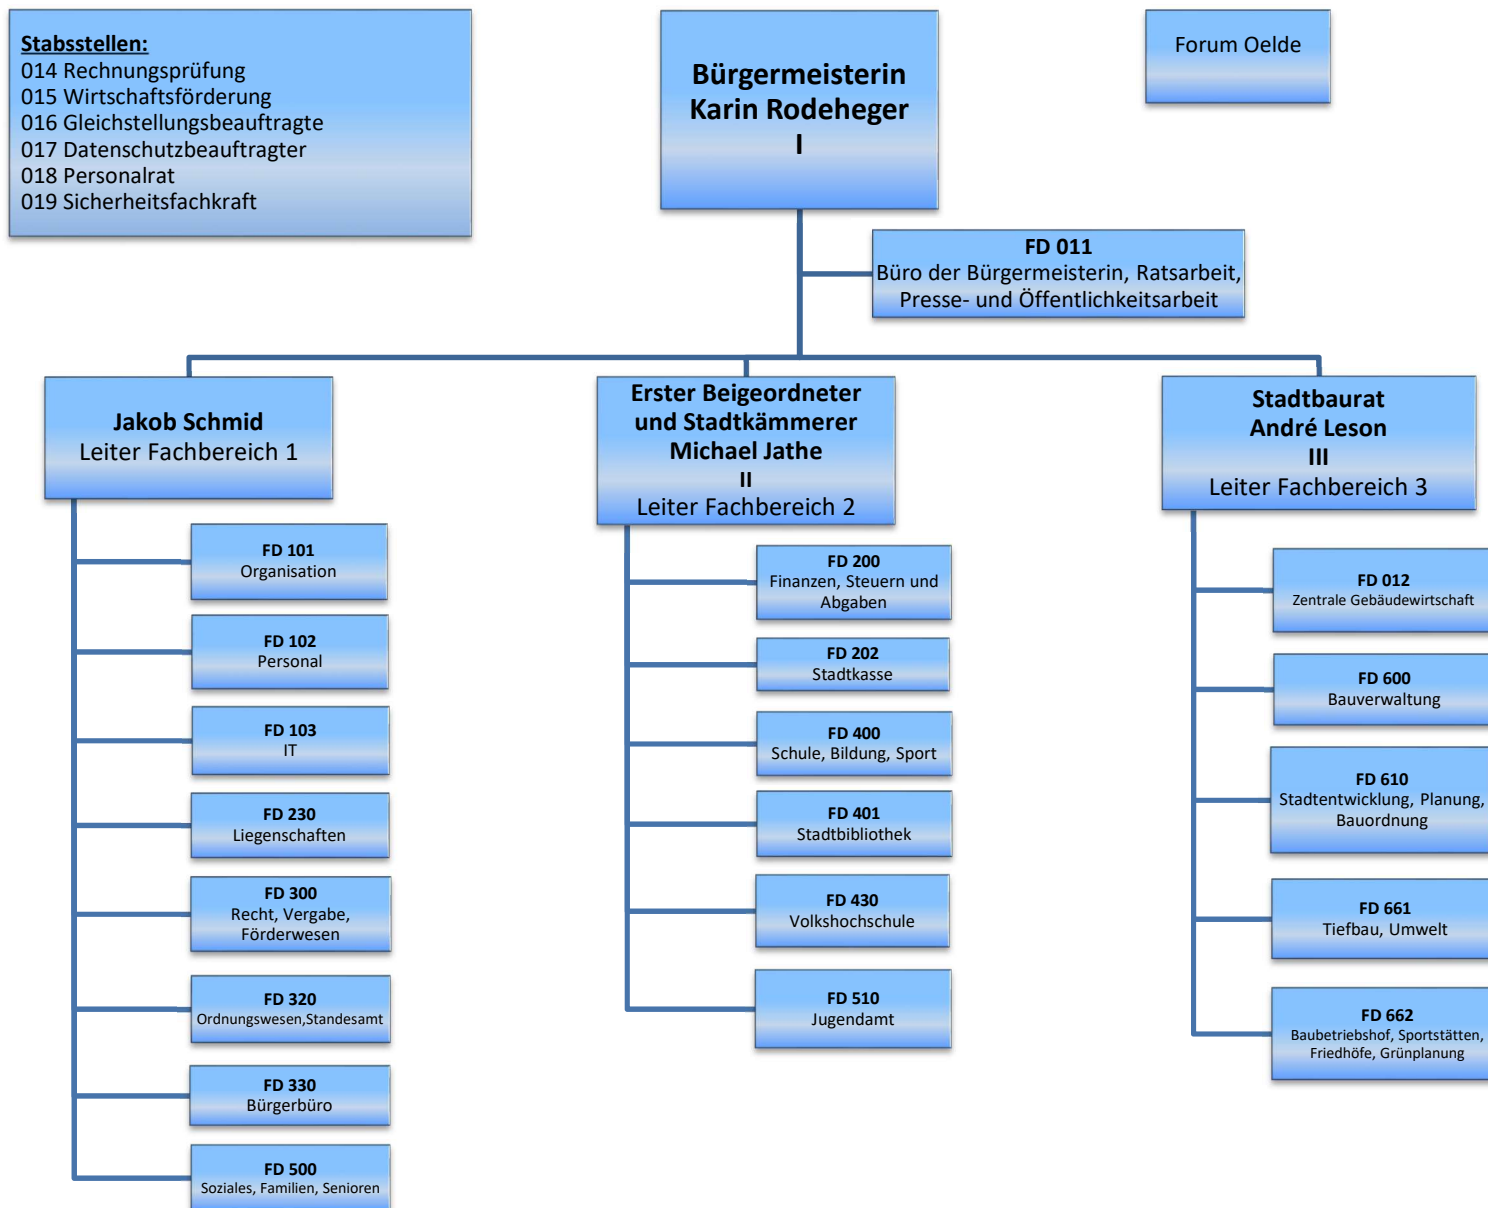 Stabsstellen:
014 Rechnungsprüfung
015 Wirtschaftsförderung
016 Gleichstellungsbeauftragte
017 Datenschutzbeauftragter
018 Personalrat
019 Sicherheitsfachkraft
Bürgermeisterin
Karin Rodeheger
I
Forum Oelde
FD 011
Büro der Bürgermeisterin, Ratsarbeit,
Presse- und Öffentlichkeitsarbeit
Jakob Schmid
Leiter Fachbereich 1
FD 101
Organisation
FD 102
Personal
FD 103
IT
FD 230
Liegenschaften
FD 300
Recht, Vergabe,
Förderwesen
FD 320
Ordnungswesen,Standesamt
FD 330
Bürgerbüro
FD 500
Soziales, Familien, Senioren
Erster Beigeordneter
und Stadtkämmerer
Michael Jathe
II
Leiter Fachbereich 2
FD 200
Finanzen, Steuern und
Abgaben
FD 202
Stadtkasse
FD 400
Schule, Bildung, Sport
FD 401
Stadtbibliothek
FD 430
Volkshochschule
FD 510
Jugendamt
Stadtbaurat
André Leson
III
Leiter Fachbereich 3
FD 012
Zentrale Gebäudewirtschaft
FD 600
Bauverwaltung
FD 610
Stadtentwicklung, Planung,
Bauordnung
FD 661
Tiefbau, Umwelt
FD 662
Baubetriebshof, Sportstätten,
Friedhöfe, Grünplanung